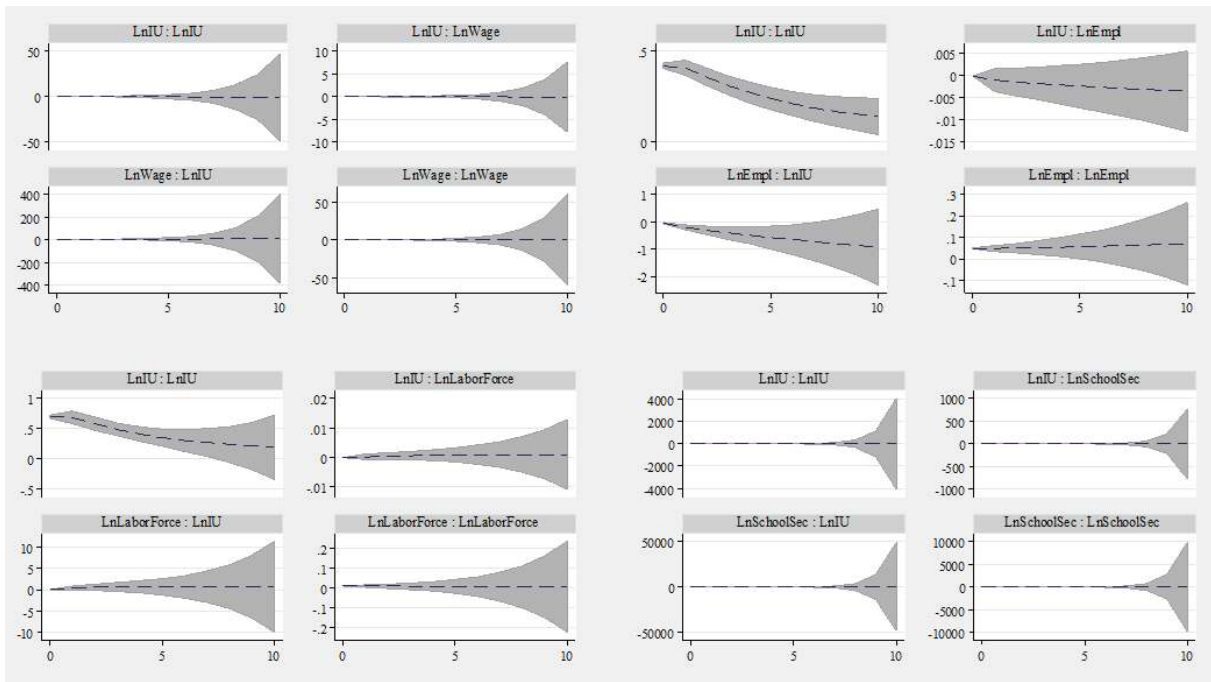 LnIU : LnIU
LnIU : LnWage
LnIU : LnIU
LnIU : LnEmpl
50
0
-50
10
5
0
-5
-10
.5
0
.005
0
-.005
-.01
-.015
LnWage : LnIU
LnWage : LnWage
LnEmpl : LnIU
LnEmpl : LnEmpl
400
200
0
-200
-400
50
0
-50
1
0
-1
-2
.3
.2
.1
0
-.1
0 5 10
0 5 10
0 5 10
0 5 10
LnIU : LnIU
LnIU : LnLaborForce
LnIU : LnIU
LnIU : LnSchoolSec
1
.5
0
-.5
.02
.01
0
-.01
4000
2000
0
-2000
-4000
1000
500
0
-500
-1000
LnLaborForce : LnIU
LnLaborForce : LnLaborForce
LnSchoolSec : LnIU
LnSchoolSec : LnSchoolSec
10
5
0
-5
-10
.2
.1
0
-.1
-.2
50000
0
-50000
10000
5000
0
-5000
-10000
0 5 10
0 5 10
0 5 10
0 5 10